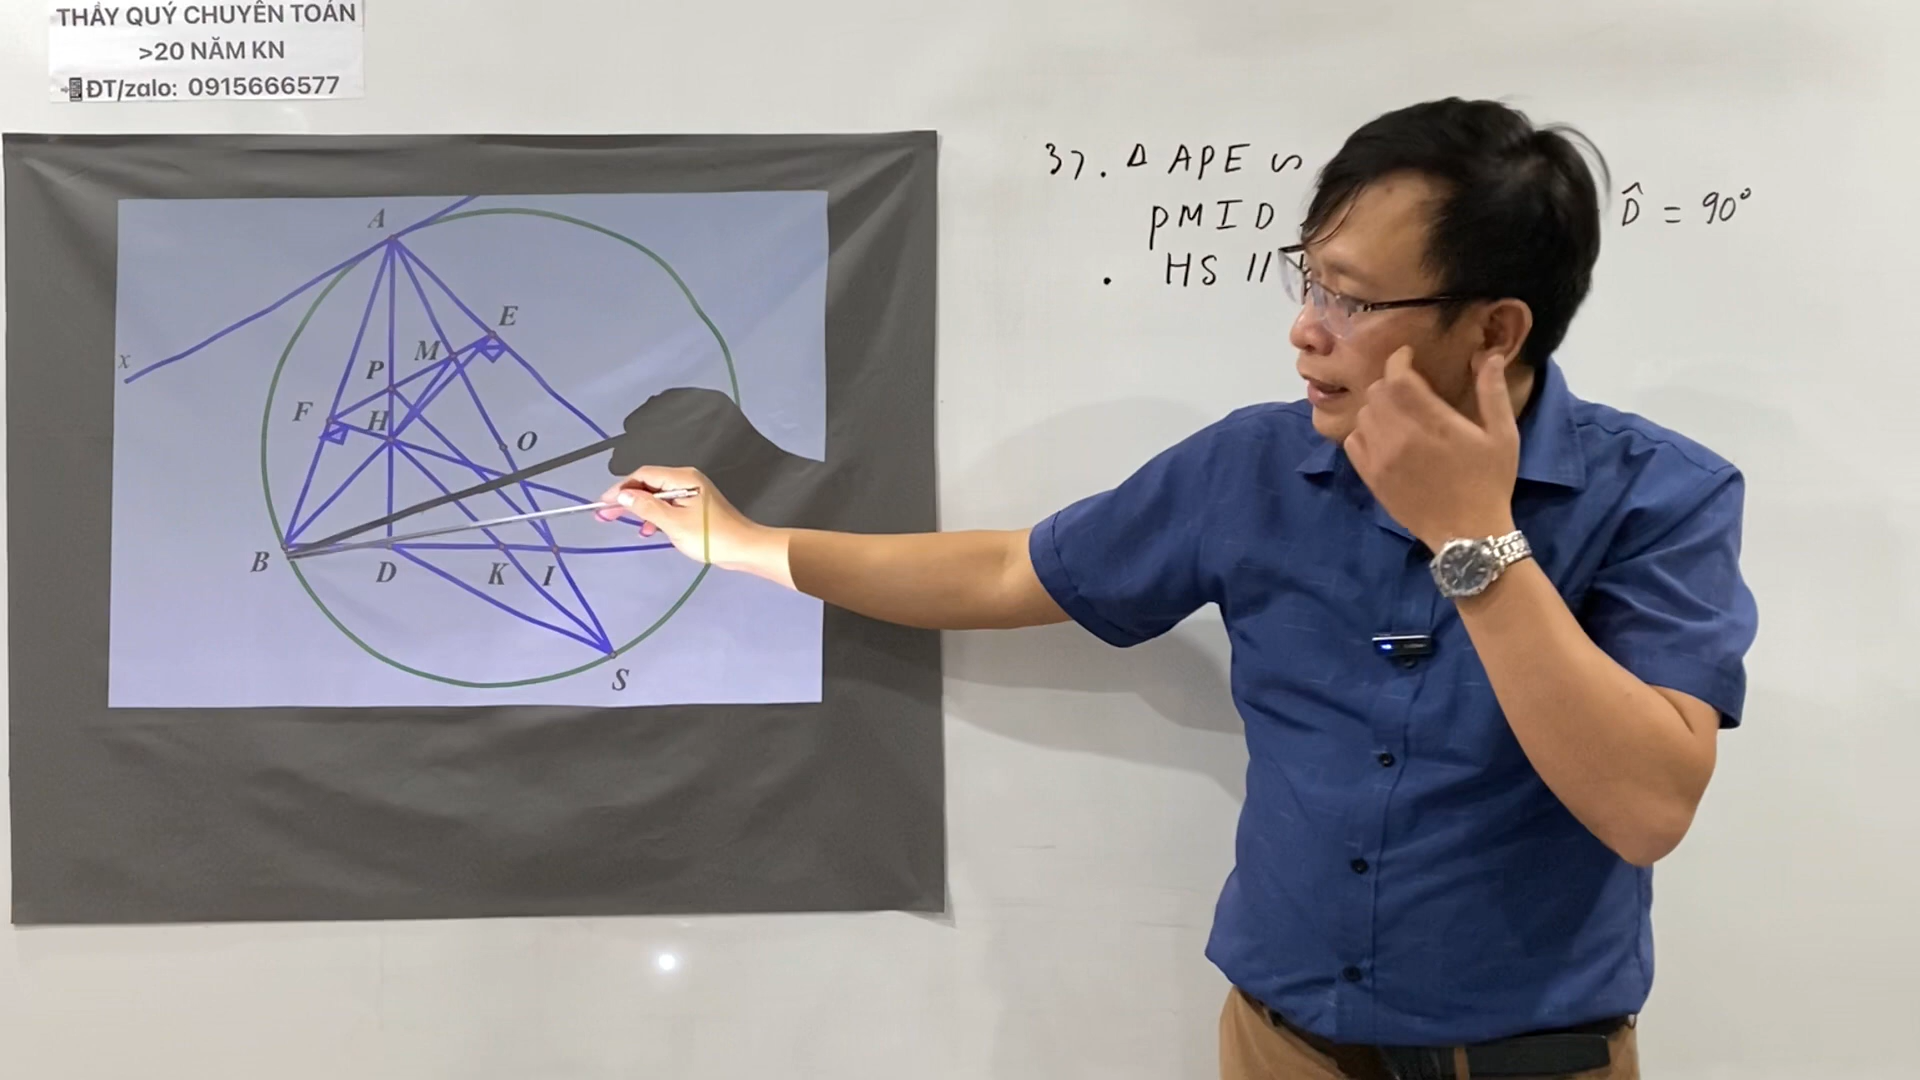 THẦY QUÝ CHUYÊN TOÁN
>20 NĂM KN
ĐT/zalo: 0915666577
37. Δ APE ∽
PMID
D̂ = 90°
. HS //
A
x
E
M
P
F
H
O
B
D
K
I
S